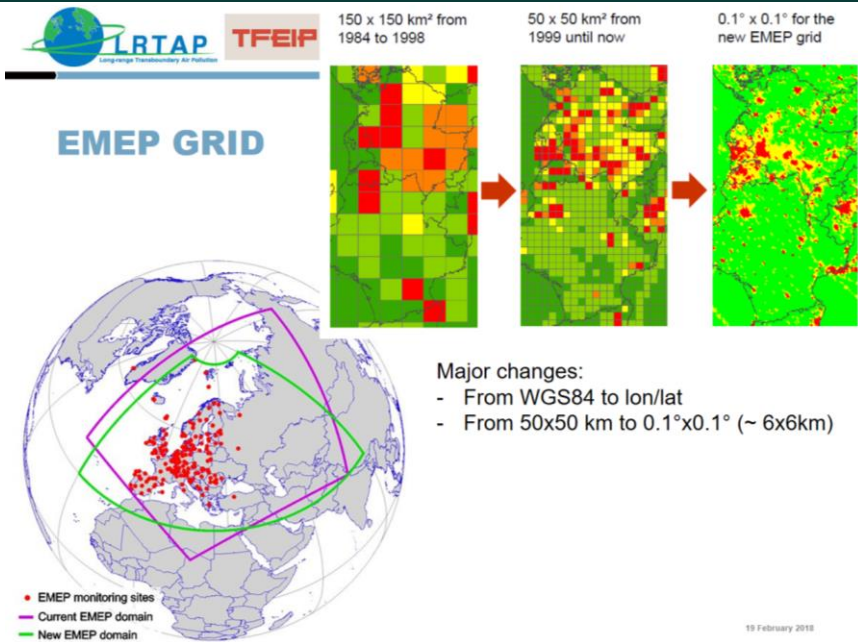 LRTAP
Long-range Transboundary Air Pollution
TFEIP
EMEP GRID
150 x 150 km² from
1984 to 1998
50 x 50 km² from
1999 until now
0.1° x 0.1° for the
new EMEP grid
Major changes:
- From WGS84 to lon/lat
- From 50x50 km to 0.1°x0.1° (~ 6x6km)
EMEP monitoring sites
Current EMEP domain
New EMEP domain
19 February 2018